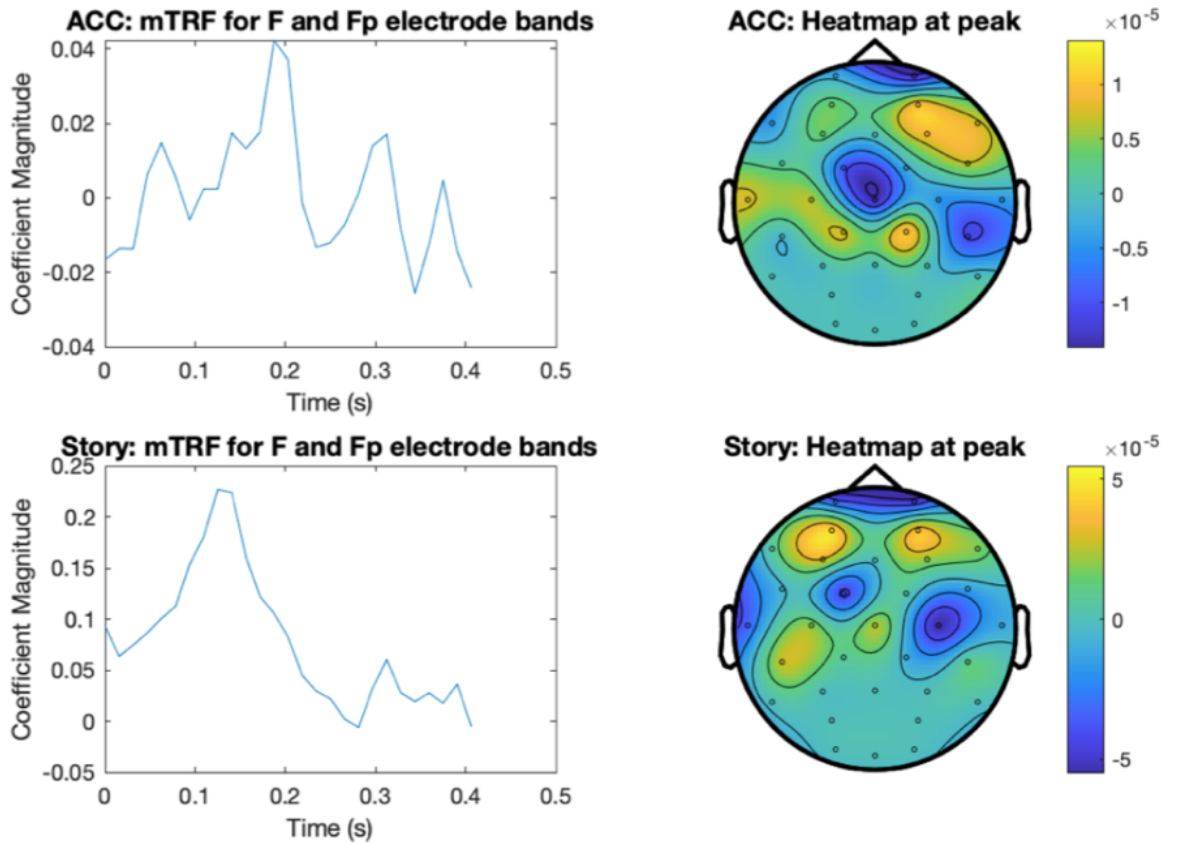 ACC: mTRF for F and Fp electrode bands
0.04
0.02
0
-0.02
-0.04
Coefficient Magnitude
0 0.1 0.2 0.3 0.4 0.5
Time (s)
ACC: Heatmap at peak
×10⁻⁵
1
0.5
0
-0.5
-1
Story: mTRF for F and Fp electrode bands
0.25
0.2
0.15
0.1
0.05
0
-0.05
Coefficient Magnitude
0 0.1 0.2 0.3 0.4 0.5
Time (s)
Story: Heatmap at peak
×10⁻⁵
5
0
-5